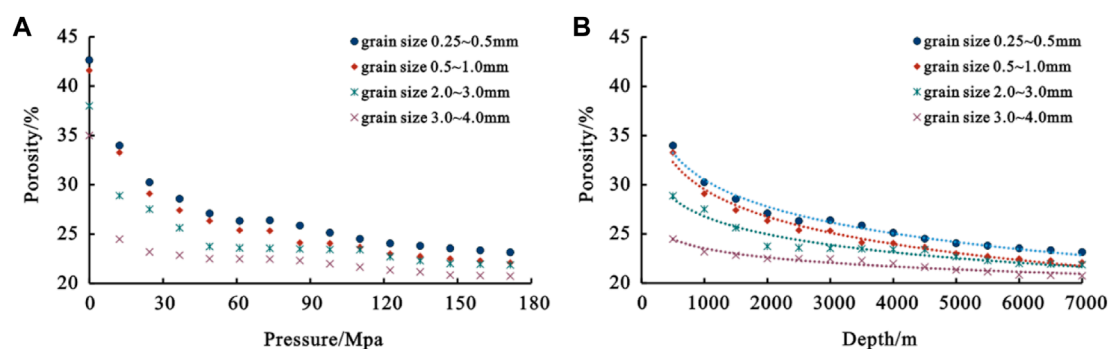 A
45
40
35
30
25
20
Porosity/%
0
30
60
90
120
150
180
Pressure/Mpa
grain size 0.25~0.5mm
grain size 0.5~1.0mm
grain size 2.0~3.0mm
grain size 3.0~4.0mm
B
45
40
35
30
25
20
Porosity/%
0
1000
2000
3000
4000
5000
6000
7000
Depth/m
grain size 0.25~0.5mm
grain size 0.5~1.0mm
grain size 2.0~3.0mm
grain size 3.0~4.0mm